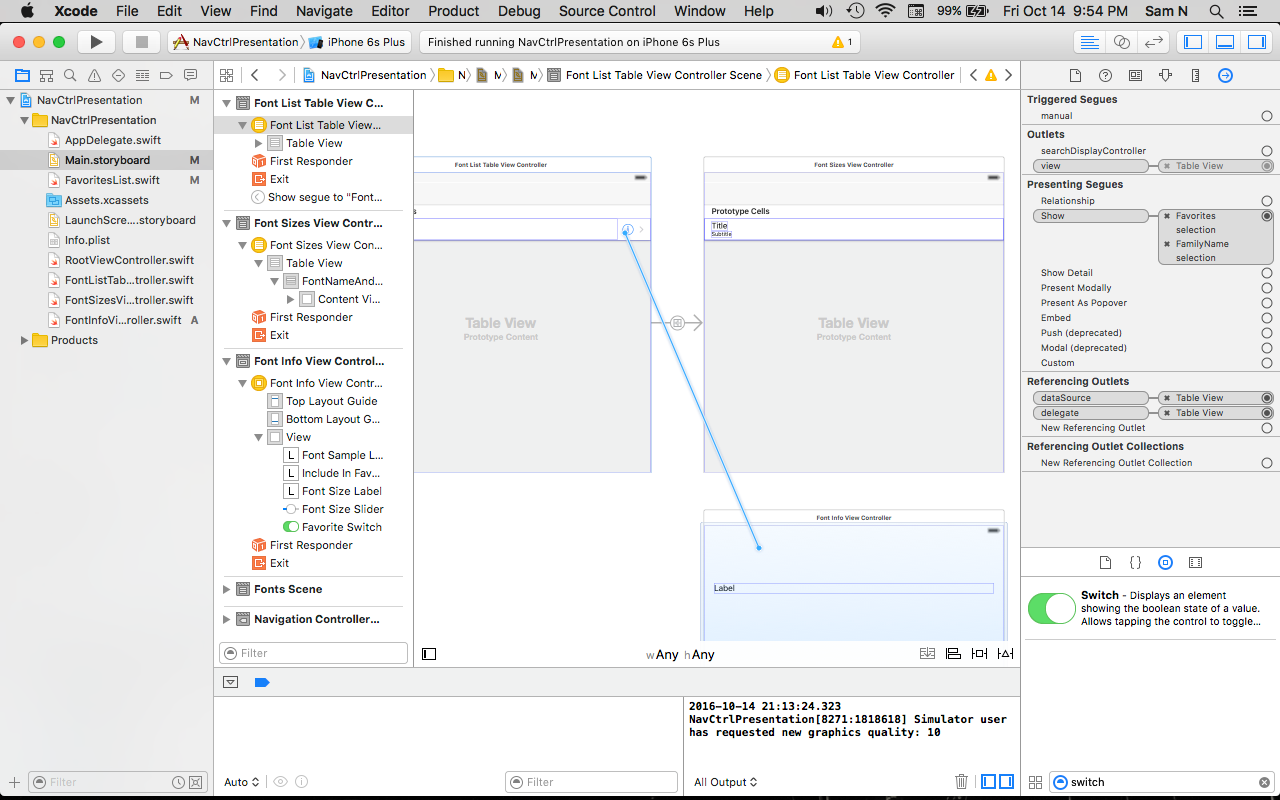 Xcode File Edit View Find Navigate Editor Product Debug Source Control Window Help 99% Fri Oct 14 9:54 PM Sam N
NavCtrlPresentation iPhone 6s Plus Finished running NavCtrlPresentation on iPhone 6s Plus 1
NavCtrlPresentation N M M Font List Table View Controller Scene Font List Table View Controller
NavCtrlPresentation M
NavCtrlPresentation
AppDelegate.swift
Main.storyboard M
FavoritesList.swift M
Assets.xcassets
LaunchScre....storyboard
Info.plist
RootViewController.swift
FontListTab...troller.swift
FontSizesVi...troller.swift
FontInfoVi...roller.swift A
Products
Filter
Font List Table View C...
Font List Table View...
Table View
First Responder
Exit
Show segue to “Font...
Font Sizes View Contr...
Font Sizes View Con...
Table View
FontNameAnd...
Content Vi...
First Responder
Exit
Font Info View Control...
Font Info View Contr...
Top Layout Guide
Bottom Layout G...
View
L Font Sample L...
L Include In Fav...
L Font Size Label
Font Size Slider
Favorite Switch
First Responder
Exit
Fonts Scene
Navigation Controller...
Filter
Font List Table View Controller
s
Table View
Prototype Content
Font Sizes View Controller
Prototype Cells
Title
Subtitle
Table View
Prototype Content
Font Info View Controller
Label
wAny hAny
2016-10-14 21:13:24.323
NavCtrlPresentation[8271:1818618] Simulator user
has requested new graphics quality: 10
Auto
Filter
All Output
Triggered Segues
manual
Outlets
searchDisplayController
view Table View
Presenting Segues
Relationship
Show Favorites
selection
FamilyName
selection
Show Detail
Present Modally
Present As Popover
Embed
Push (deprecated)
Modal (deprecated)
Custom
Referencing Outlets
dataSource Table View
delegate Table View
New Referencing Outlet
Referencing Outlet Collections
New Referencing Outlet Collection
{}
Switch - Displays an element
showing the boolean state of a value.
Allows tapping the control to toggle...
switch